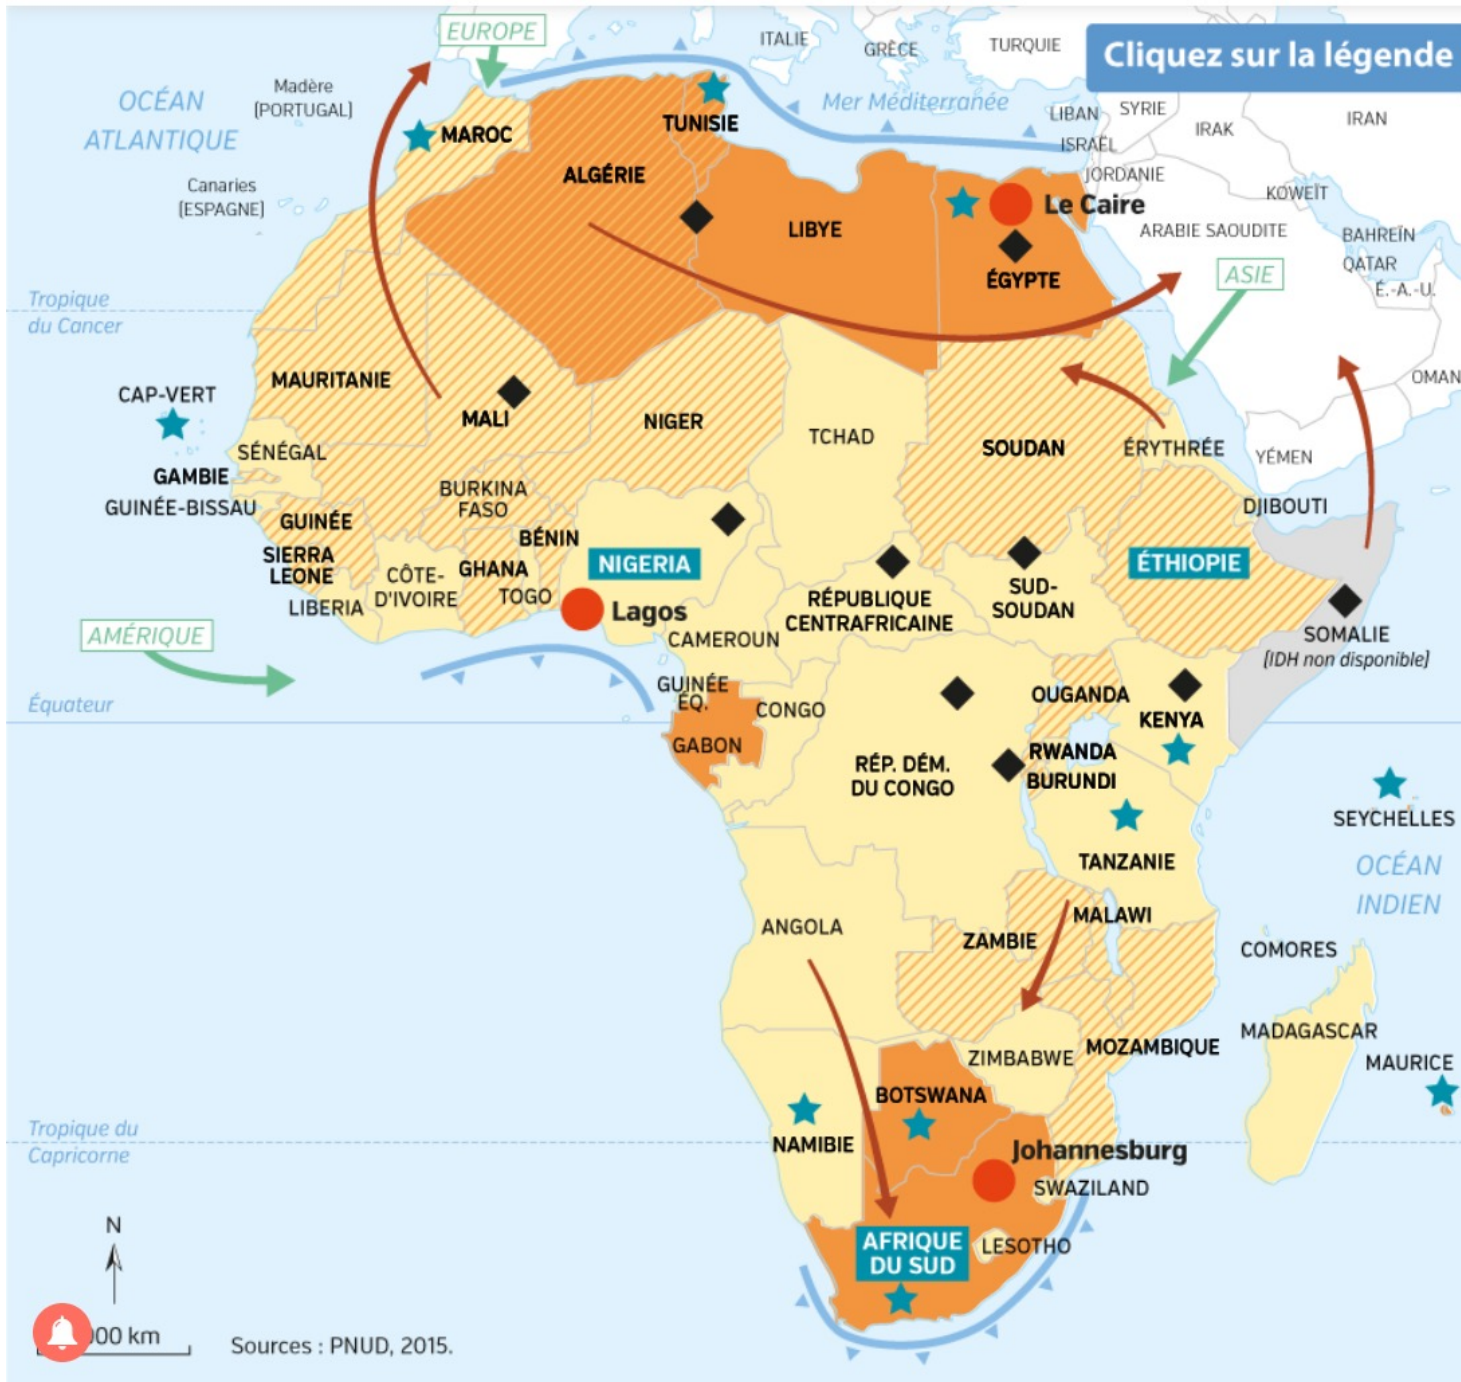 EUROPE
ITALIE
GRÈCE
TURQUIE
Cliquez sur la légende
Madère
(PORTUGAL)
OCÉAN
ATLANTIQUE
Mer Méditerranée
LIBAN
SYRIE
IRAK
IRAN
ISRAËL
JORDANIE
KOWEÏT
MAROC
TUNISIE
ALGÉRIE
Canaries
(ESPAGNE)
LIBYE
Le Caire
ÉGYPTE
ARABIE SAOUDITE
BAHREÏN
QATAR
É.-A.-U.
ASIE
OMAN
Tropique
du Cancer
MAURITANIE
CAP-VERT
MALI
NIGER
TCHAD
SOUDAN
ÉRYTHRÉE
YÉMEN
SÉNÉGAL
GAMBIE
GUINÉE-BISSAU
BURKINA
FASO
DJIBOUTI
GUINÉE
BÉNIN
SIERRA
LEONE
GHANA
CÔTE-
D'IVOIRE
TOGO
LIBERIA
NIGERIA
Lagos
RÉPUBLIQUE
CENTRAFRICAINE
SUD-
SOUDAN
ÉTHIOPIE
SOMALIE
(IDH non disponible)
AMÉRIQUE
CAMEROUN
GUINÉE
ÉQ.
CONGO
GABON
Équateur
OUGANDA
KENYA
RÉP. DÉM.
DU CONGO
RWANDA
BURUNDI
TANZANIE
SEYCHELLES
OCÉAN
INDIEN
ANGOLA
ZAMBIE
MALAWI
COMORES
MADAGASCAR
MAURICE
ZIMBABWE
MOZAMBIQUE
BOTSWANA
NAMIBIE
Tropique du
Capricorne
Johannesburg
SWAZILAND
AFRIQUE
DU SUD
LESOTHO
N
km
Sources : PNUD, 2015.